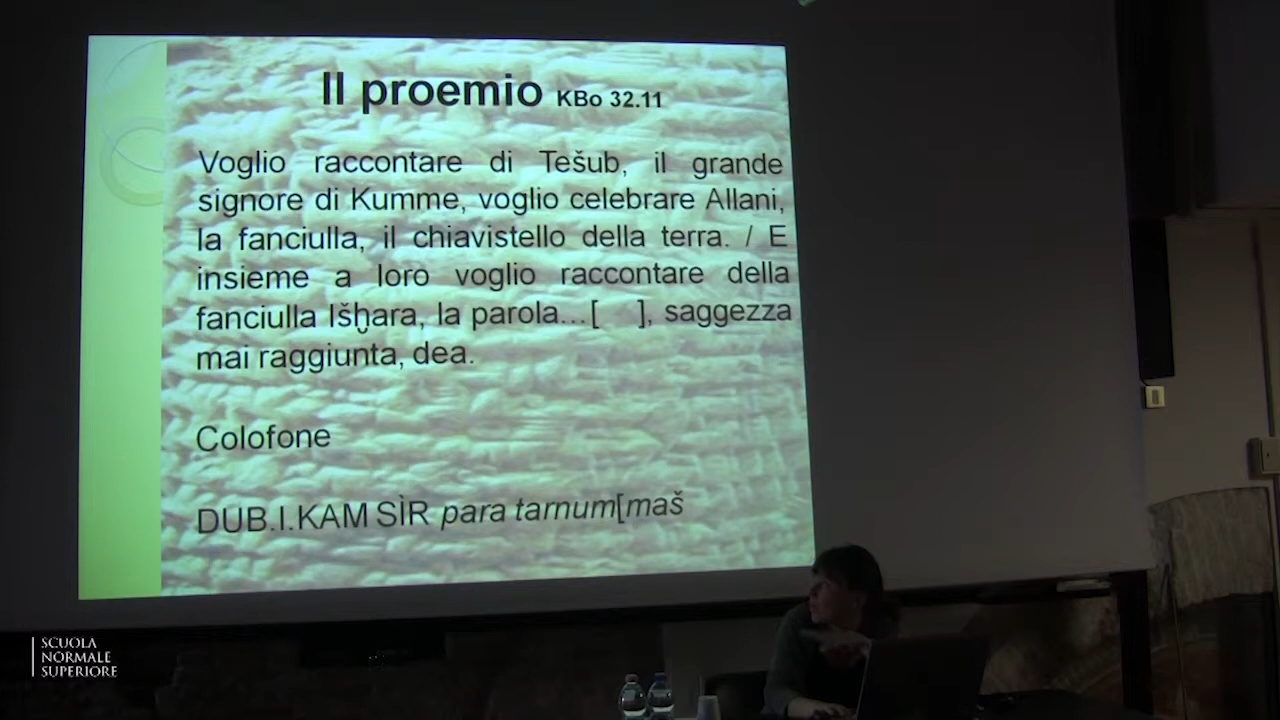 Il proemio KBo 32.11
Voglio raccontare di Tešub, il grande
signore di Kumme, voglio celebrare Allani,
la fanciulla, il chiavistello della terra. / E
insieme a loro voglio raccontare della
fanciulla Išḫara, la parola...[ ], saggezza
mai raggiunta, dea.
Colofone
DUB.I.KAM SÌR para tarnum[maš
SCUOLA
NORMALE
SUPERIORE